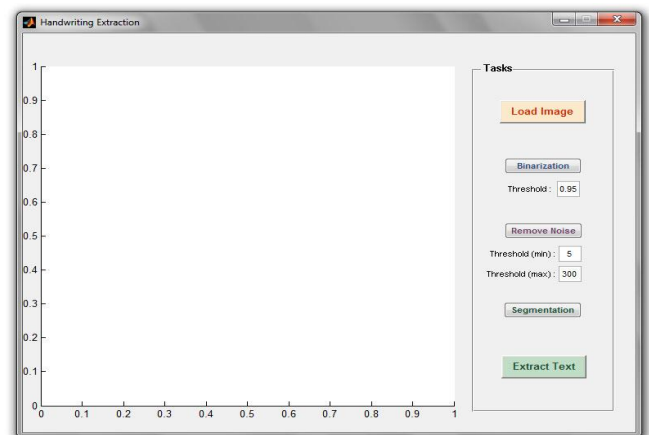 Handwriting Extraction
Tasks
1
0.9
0.8
0.7
0.6
0.5
0.4
0.3
0.2
0.1
0
0 0.1 0.2 0.3 0.4 0.5 0.6 0.7 0.8 0.9 1
Load Image
Binarization
Threshold : 0.95
Remove Noise
Threshold (min) : 5
Threshold (max) : 300
Segmentation
Extract Text